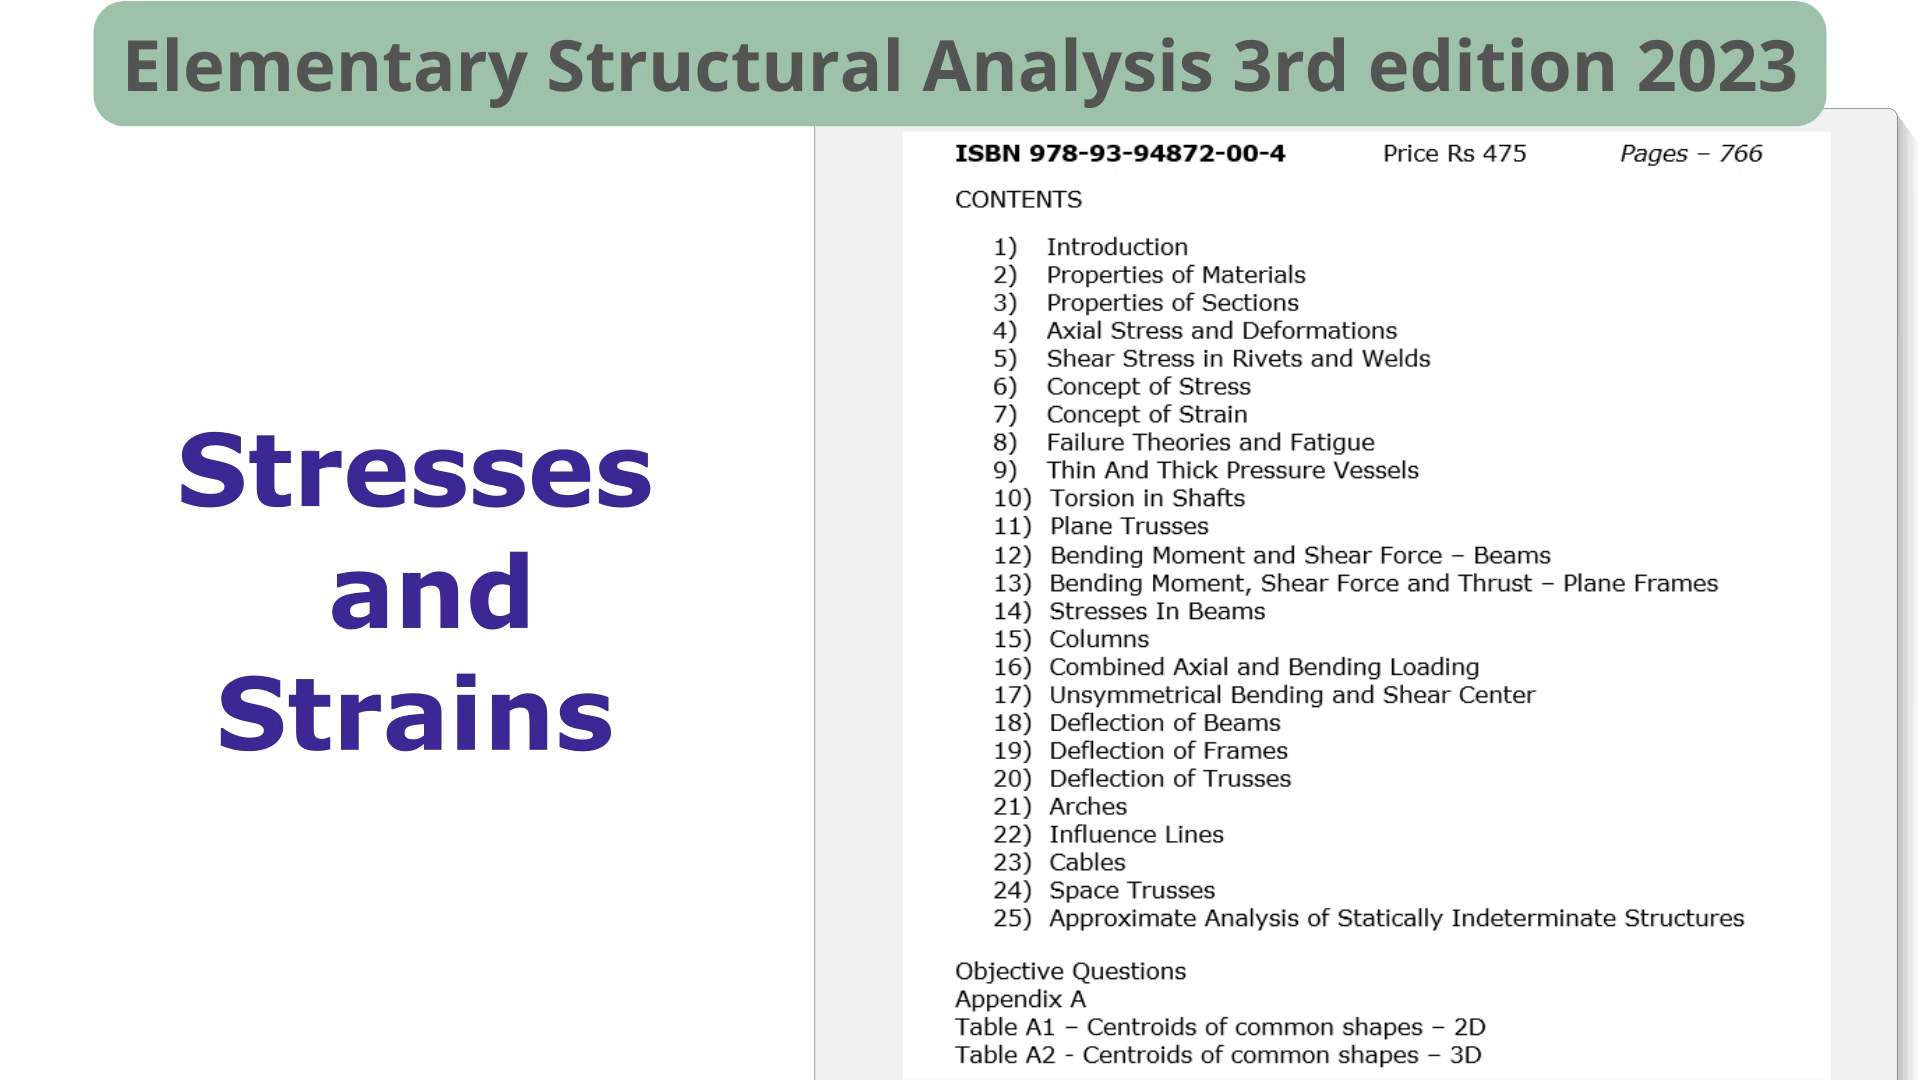 Elementary Structural Analysis 3rd edition 2023
Stresses
and
Strains
ISBN 978-93-94872-00-4 Price Rs 475 Pages – 766
CONTENTS
1) Introduction
2) Properties of Materials
3) Properties of Sections
4) Axial Stress and Deformations
5) Shear Stress in Rivets and Welds
6) Concept of Stress
7) Concept of Strain
8) Failure Theories and Fatigue
9) Thin And Thick Pressure Vessels
10) Torsion in Shafts
11) Plane Trusses
12) Bending Moment and Shear Force – Beams
13) Bending Moment, Shear Force and Thrust – Plane Frames
14) Stresses In Beams
15) Columns
16) Combined Axial and Bending Loading
17) Unsymmetrical Bending and Shear Center
18) Deflection of Beams
19) Deflection of Frames
20) Deflection of Trusses
21) Arches
22) Influence Lines
23) Cables
24) Space Trusses
25) Approximate Analysis of Statically Indeterminate Structures
Objective Questions
Appendix A
Table A1 – Centroids of common shapes – 2D
Table A2 - Centroids of common shapes – 3D